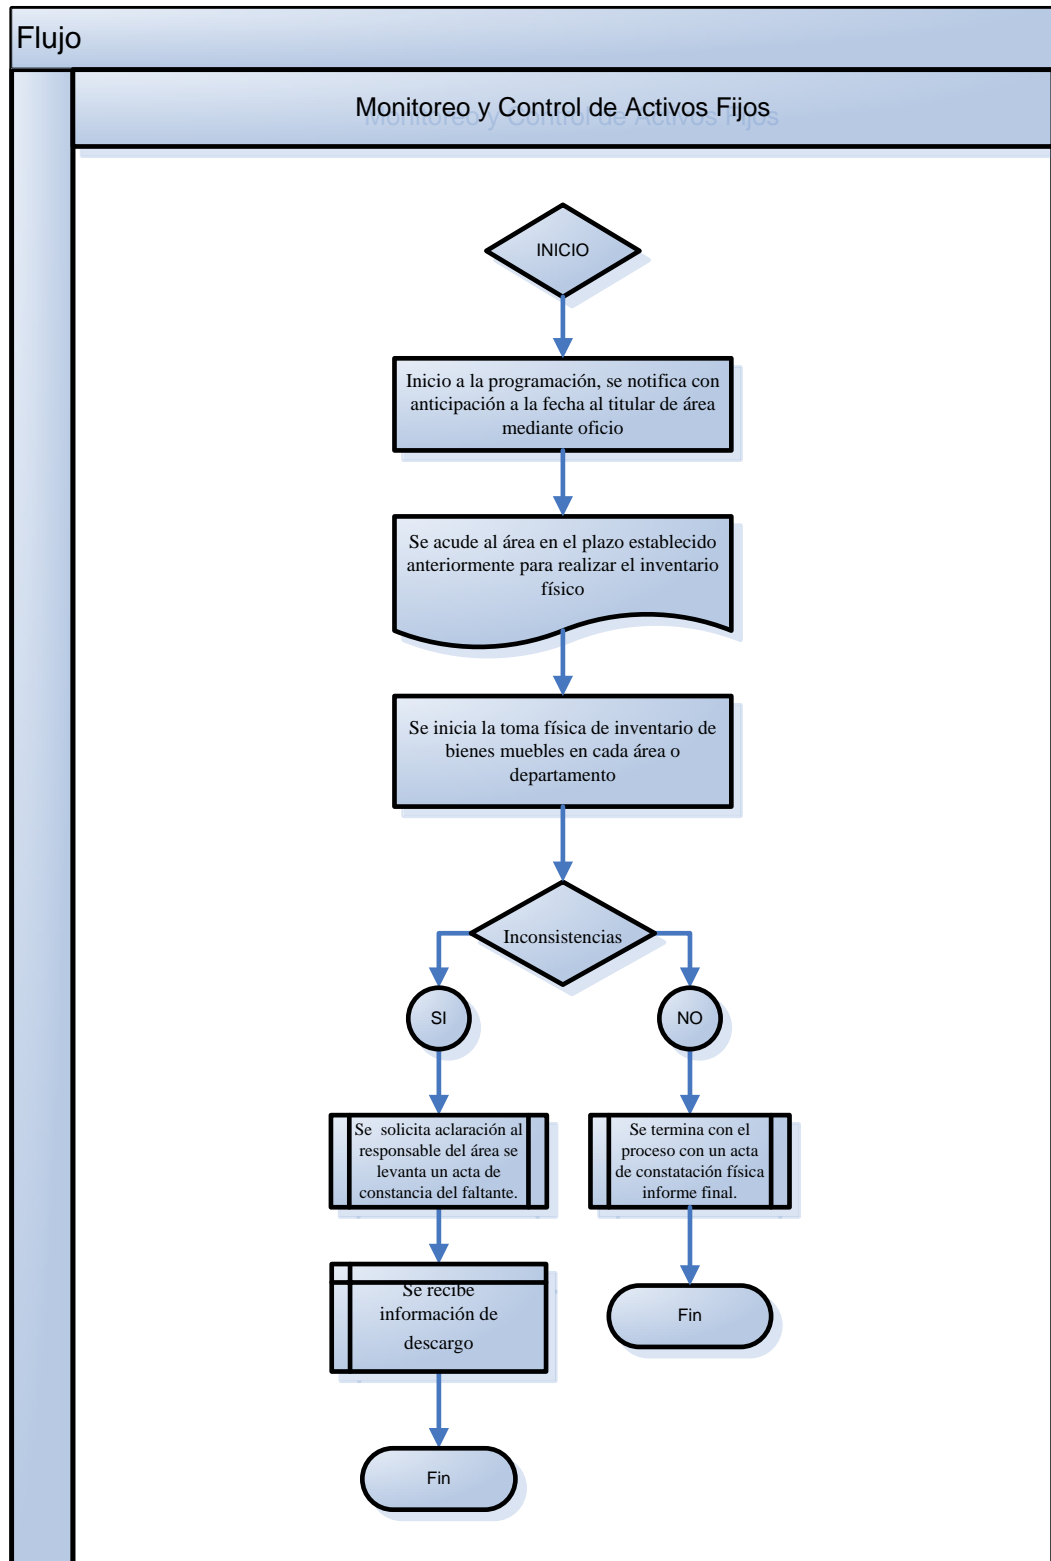 Flujo
Monitoreo y Control de Activos Fijos
INICIO
Inicio a la programación, se notifica con
anticipación a la fecha al titular de área
mediante oficio
Se acude al área en el plazo establecido
anteriormente para realizar el inventario
físico
Se inicia la toma física de inventario de
bienes muebles en cada área o
departamento
Inconsistencias
SI
NO
Se solicita aclaración al
responsable del área se
levanta un acta de
constancia del faltante.
Se termina con el
proceso con un acta
de constatación física
informe final.
Se recibe
información de
descargo
Fin
Fin